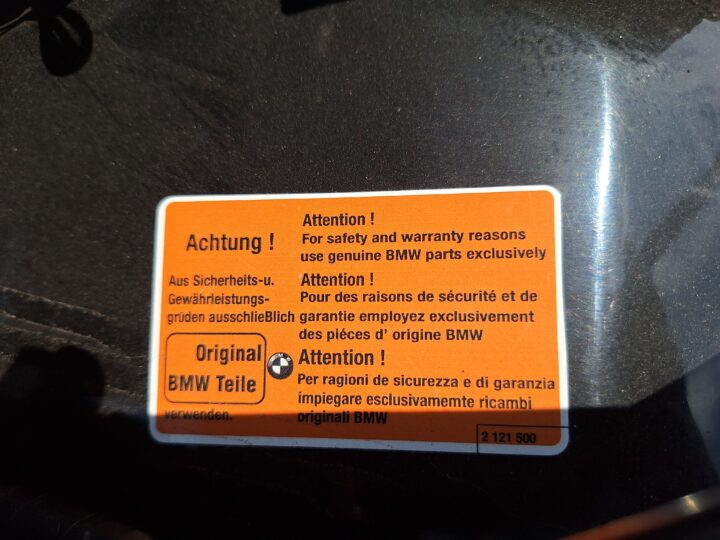 Achtung !
Aus Sicherheits-u.
Gewährleistungs-
grüden ausschließlich
Original
BMW Teile
verwenden.
Attention !
For safety and warranty reasons
use genuine BMW parts exclusively
Attention !
Pour des raisons de sécurité et de
garantie employez exclusivement
des piéces d' origine BMW
Attention !
Per ragioni de sicurezza e di garanzia
impiegare esclusivamemte ricambi
originali BMW
2 121 500